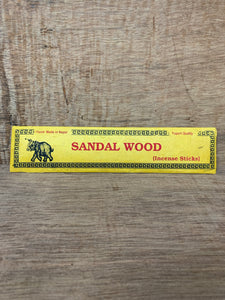 Hand Made in Nepal Export Quality
SANDAL WOOD
(Incense Sticks)